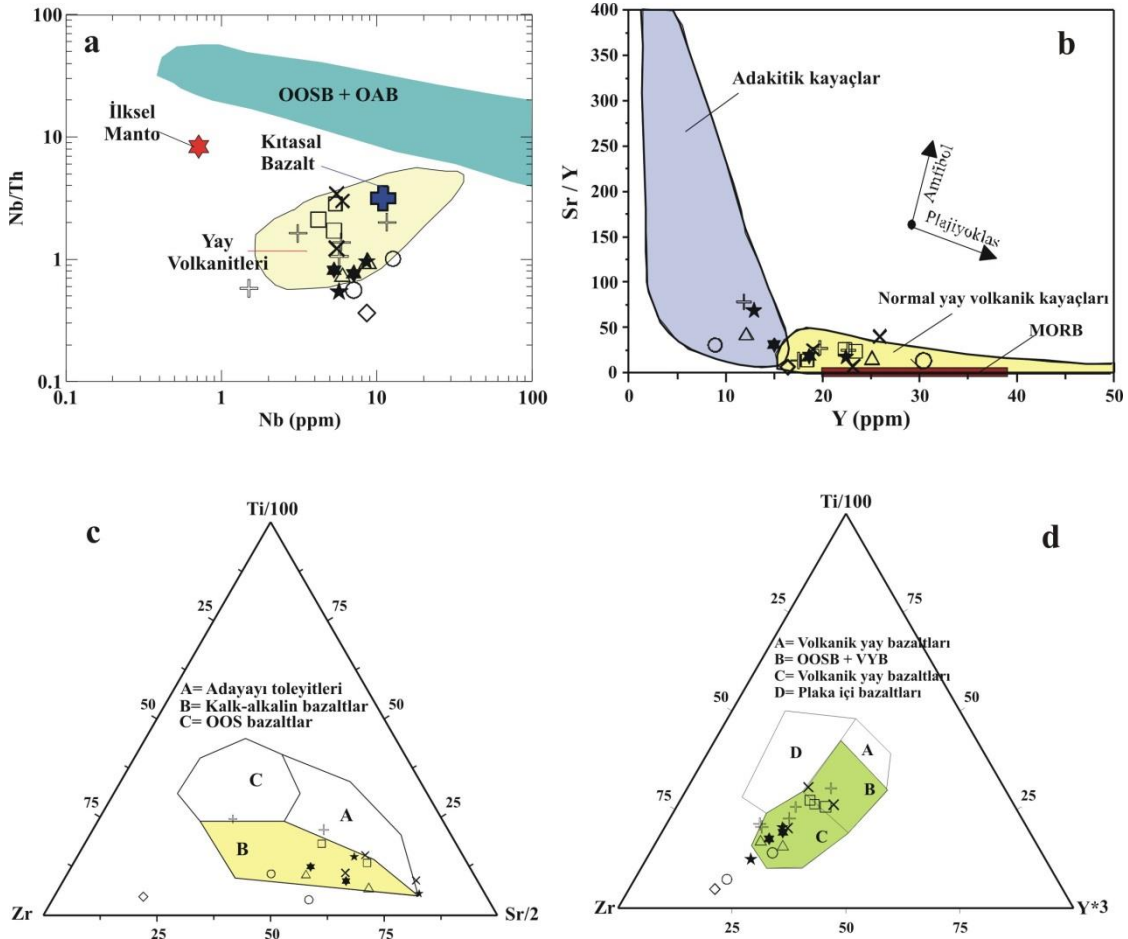 a
100
10
1
0.1
Nb/Th
OOSB + OAB
İlksel
Manto
Kıtasal
Bazalt
Yay
Volkanitleri
0.1
1
10
100
Nb (ppm)
b
400
350
300
250
200
150
100
50
0
Sr / Y
Adakitik kayaçlar
Amfibol
Plajiyoklas
Normal yay volkanik kayaçları
MORB
0
10
20
30
40
50
Y (ppm)
c
Ti/100
25
75
A= Adayayı toleyitleri
B= Kalk-alkalin bazaltlar
C= OOS bazaltlar
50
50
C
A
75
25
B
Zr
Sr/2
25
50
75
d
Ti/100
25
75
A= Volkanik yay bazaltları
B= OOSB + VYB
C= Volkanik yay bazaltları
D= Plaka içi bazaltları
50
50
D
A
B
75
25
C
Zr
Y*3
25
50
75